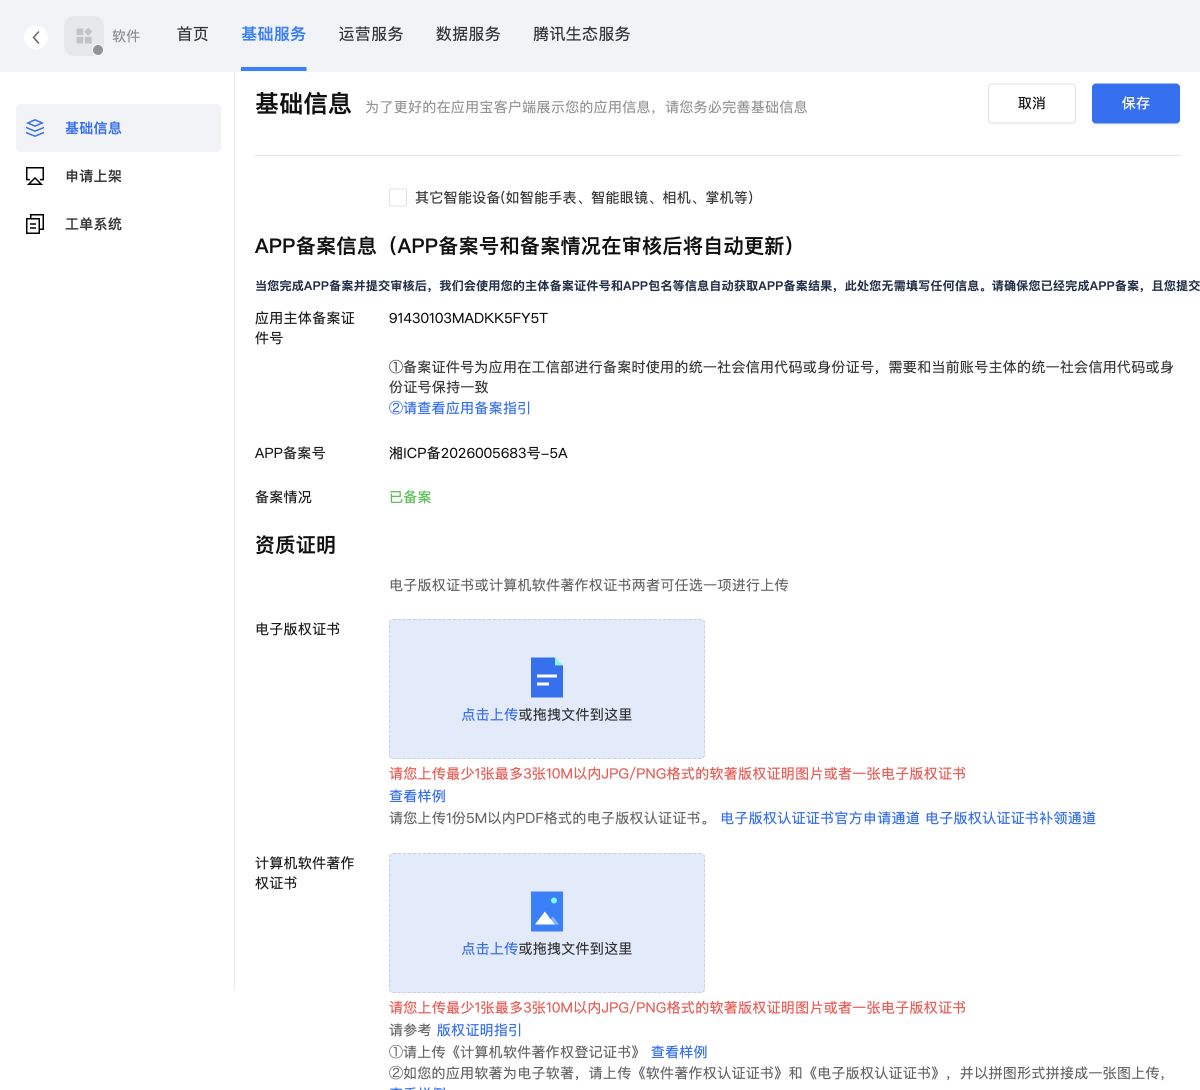 软件 首页 基础服务 运营服务 数据服务 腾讯生态服务
基础信息
申请上架
工单系统
基础信息 为了更好的在应用宝客户端展示您的应用信息，请您务必完善基础信息 取消 保存
其它智能设备(如智能手表、智能眼镜、相机、掌机等)
APP备案信息（APP备案号和备案情况在审核后将自动更新）
当您完成APP备案并提交审核后，我们会使用您的主体备案证件号和APP包名等信息自动获取APP备案结果，此处您无需填写任何信息。请确保您已经完成APP备案，且您提交
应用主体备案证件号 91430103MADKK5FY5T
①备案证件号为应用在工信部进行备案时使用的统一社会信用代码或身份证号，需要和当前账号主体的统一社会信用代码或身
份证号保持一致
②请查看应用备案指引
APP备案号 湘ICP备2026005683号-5A
备案情况 已备案
资质证明
电子版权证书或计算机软件著作权证书两者可任选一项进行上传
电子版权证书
点击上传或拖拽文件到这里
请您上传最少1张最多3张10M以内JPG/PNG格式的软著版权证明图片或者一张电子版权证书
查看样例
请您上传1份5M以内PDF格式的电子版权认证证书。 电子版权认证证书官方申请通道 电子版权认证证书补领通道
计算机软件著作
权证书
点击上传或拖拽文件到这里
请您上传最少1张最多3张10M以内JPG/PNG格式的软著版权证明图片或者一张电子版权证书
请参考 版权证明指引
①请上传《计算机软件著作权登记证书》 查看样例
②如您的应用软著为电子软著，请上传《软件著作权认证证书》和《电子版权认证证书》，并以拼图形式拼接成一张图上传，
查看样例